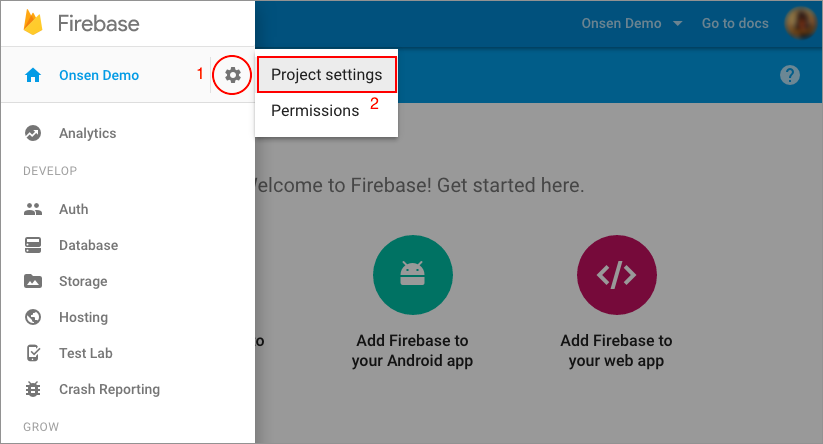 Firebase
Onsen Demo
Go to docs
Onsen Demo
1
Project settings
Permissions
2
Analytics
DEVELOP
Auth
Database
Storage
Hosting
Test Lab
Crash Reporting
GROW
elcome to Firebase! Get started here.
to
Add Firebase to
your Android app
Add Firebase to
your web app